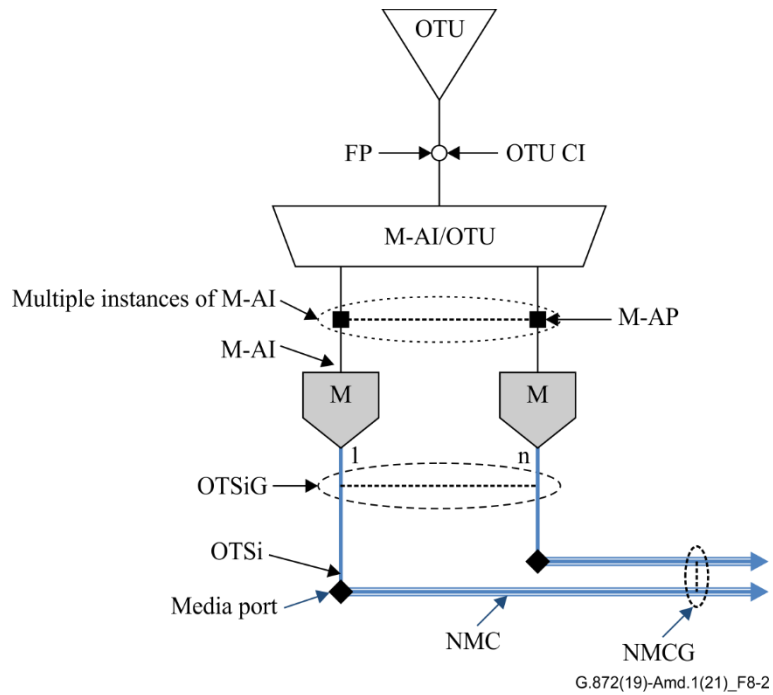 OTU
FP
OTU CI
M-AI/OTU
Multiple instances of M-AI
M-AP
M-AI
M
M
1
n
OTSiG
OTSi
Media port
NMC
NMCG
G.872(19)-Amd.1(21)_F8-2